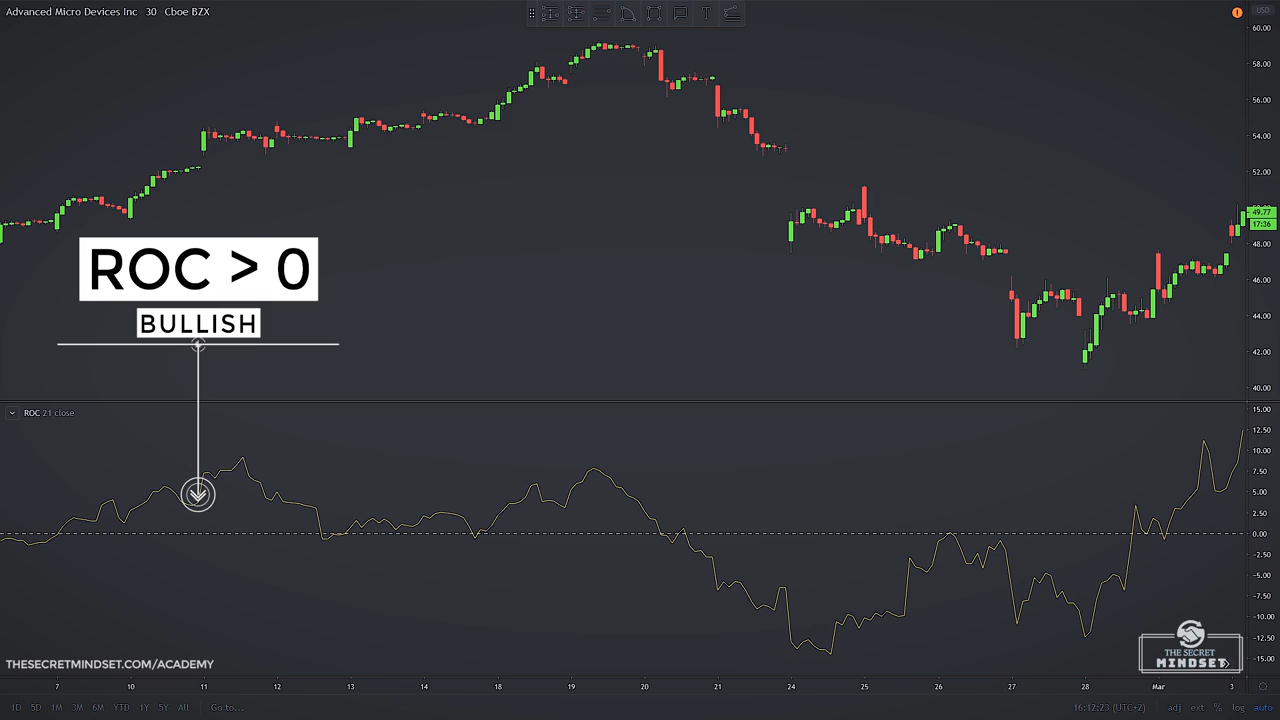 Advanced Micro Devices Inc · 30 · Cboe BZX
T
USD
60.00
58.00
56.00
54.00
52.00
49.77
17:36
48.00
46.00
44.00
42.00
40.00
ROC > 0
BULLISH
ROC 21 close
15.00
12.50
10.00
7.50
5.00
2.50
0.00
-2.50
-5.00
-7.50
-10.00
-12.50
-15.00
THE SECRET
MINDSET
THESECRETMINDSET.COM/ACADEMY
7 10 11 12 13 14 18 19 20 21 24 25 26 27 28 Mar 3
1D 5D 1M 3M 6M YTD 1Y 5Y All Go to... 16:12:23 (UTC+2) adj ext % log auto